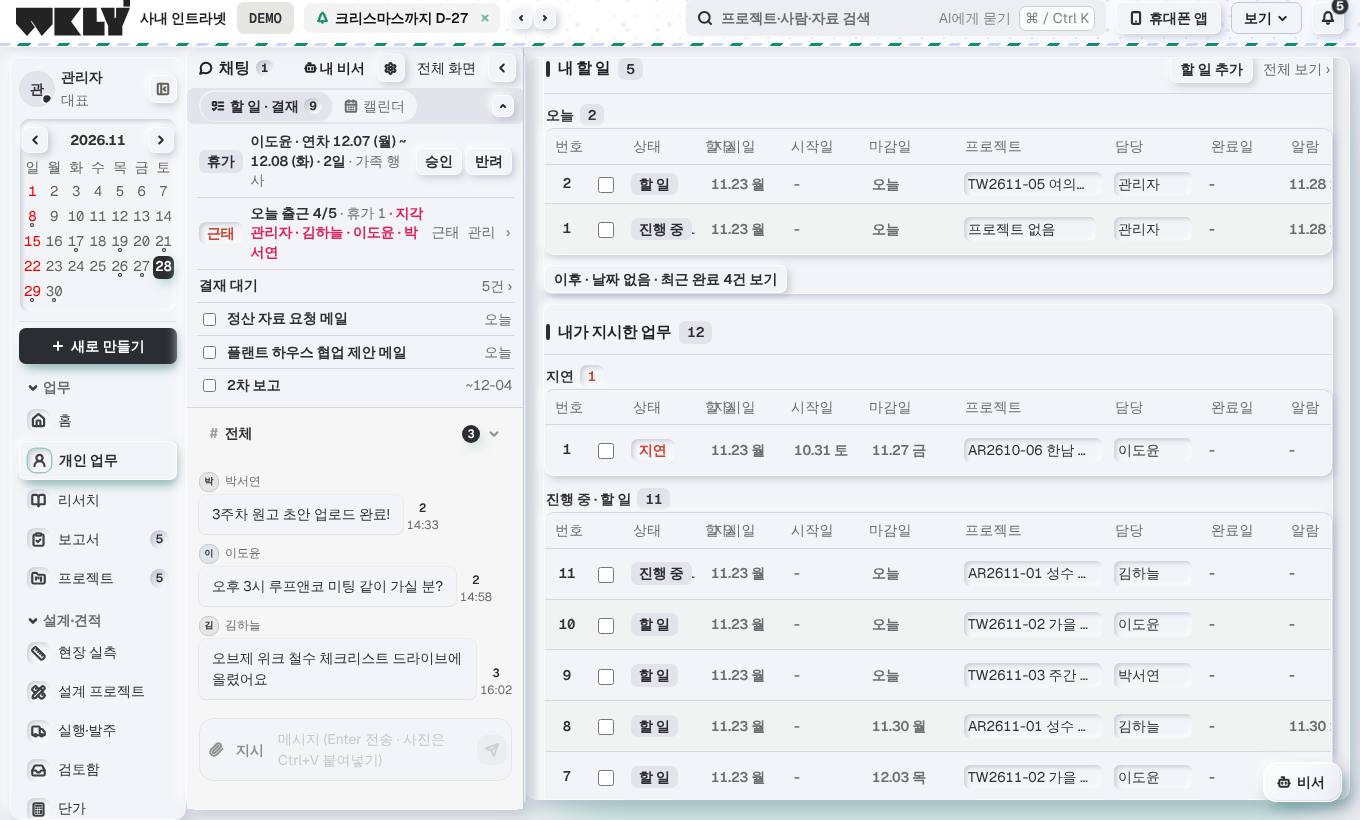 WKLY 사내 인트라넷 DEMO 크리스마스까지 D-27 × ‹ › 프로젝트·사람·자료 검색 AI에게 묻기 ⌘ / Ctrl K 휴대폰 앱 보기 5
관 관리자
대표
2026.11
일 월 화 수 목 금 토
1 2 3 4 5 6 7
8 9 10 11 12 13 14
15 16 17 18 19 20 21
22 23 24 25 26 27 28
29 30
+ 새로 만들기
업무
홈
개인 업무
리서치
보고서 5
프로젝트 5
설계·견적
현장 실측
설계 프로젝트
실행·발주
검토함
단가
채팅 1 내 비서 전체 화면
할 일 · 결재 9 캘린더
휴가 이도윤 · 연차 12.07 (월) ~
12.08 (화) · 2일 · 가족 행
사
승인 반려
근태 오늘 출근 4/5 · 휴가 1 · 지각
관리자 · 김하늘 · 이도윤 · 박
서연
근태 관리 ›
결재 대기 5건 ›
정산 자료 요청 메일 오늘
플랜트 하우스 협업 제안 메일 오늘
2차 보고 ~12-04
# 전체 3
박 박서연
3주차 원고 초안 업로드 완료! 2
14:33
이 이도윤
오후 3시 루프앤코 미팅 같이 가실 분? 2
14:58
김 김하늘
오브제 위크 철수 체크리스트 드라이브에
올렸어요 3
16:02
지시 메시지 (Enter 전송 · 사진은
Ctrl+V 붙여넣기)
내 할 일 5 할 일 추가 전체 보기 ›
오늘 2
번호 상태 시작일 마감일 프로젝트 담당 완료일 알람
2 할 일 11.23 월 - 오늘 TW2611-05 여의… 관리자 - 11.28
1 진행 중 11.23 월 - 오늘 프로젝트 없음 관리자 - 11.28
이후 · 날짜 없음 · 최근 완료 4건 보기
내가 지시한 업무 12
지연 1
번호 상태 시작일 마감일 프로젝트 담당 완료일 알람
1 지연 11.23 월 10.31 토 11.27 금 AR2610-06 한남 … 이도윤 - -
진행 중 · 할 일 11
번호 상태 시작일 마감일 프로젝트 담당 완료일 알람
11 진행 중 11.23 월 - 오늘 AR2611-01 성수 … 김하늘 - -
10 할 일 11.23 월 - 오늘 TW2611-02 가을 … 이도윤 - -
9 할 일 11.23 월 - 오늘 TW2611-03 주간 … 박서연 - -
8 할 일 11.23 월 - 11.30 월 AR2611-01 성수 … 김하늘 - 11.30
7 할 일 11.23 월 - 12.03 목 TW2611-02 가을 … 이도윤
비서